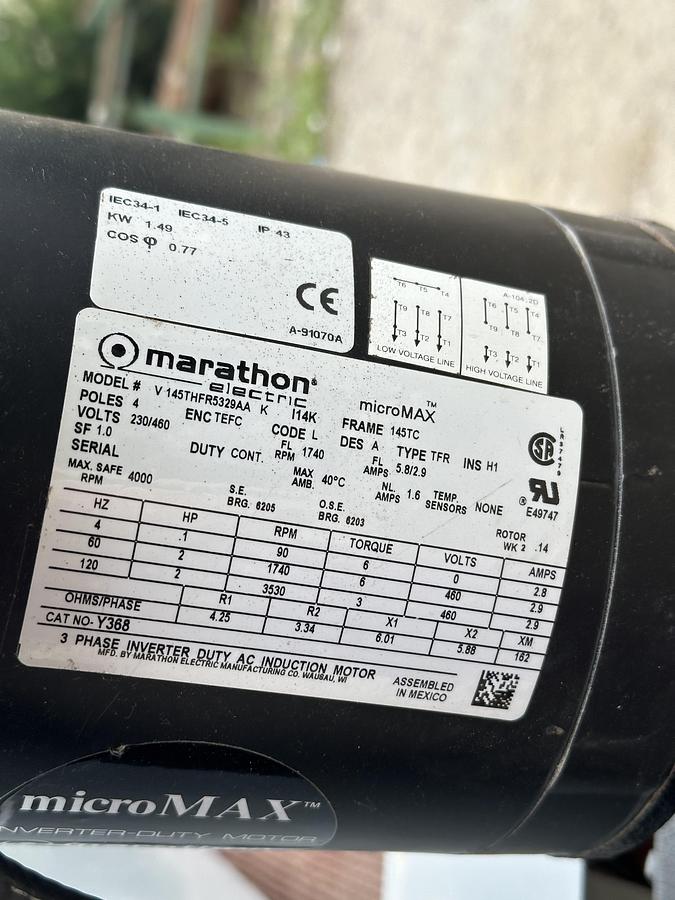 IEC34-1 IEC34-5 IP 43
KW 1.49
COS φ 0.77
CE
A-91070A
T6 T5 T4
T9 T8 T7
T3 T2 T1
LOW VOLTAGE LINE
A-104.2D
T6 T5 T4
T9 T8 T7
T3 T2 T1
HIGH VOLTAGE LINE
marathon®
electric
microMAX™
MODEL # V 145THFR5329AA K I14K
FRAME 145TC
POLES 4 ENC TEFC CODE L DES A TYPE TFR INS H1
VOLTS 230/460 FL RPM 1740 FL AMPS 5.8/2.9
SF 1.0 DUTY CONT. MAX AMB. 40°C NL AMPS 1.6 TEMP. SENSORS NONE
SERIAL
MAX. SAFE RPM 4000 S.E. BRG. 6205 O.S.E. BRG. 6203 ROTOR WK 2 .14
LR37476
E49747
HZ HP RPM TORQUE VOLTS AMPS
4 .1 90 6 0 2.8
60 2 1740 6 460 2.9
120 2 3530 3 460 2.9
OHMS/PHASE R1 R2 X1 X2 XM
4.25 3.34 6.01 5.88 162
CAT NO- Y368
3 PHASE INVERTER DUTY AC INDUCTION MOTOR
MFD. BY MARATHON ELECTRIC MANUFACTURING CO. WAUSAU, WI
ASSEMBLED
IN MEXICO
microMAX™
INVERTER-DUTY MOTOR